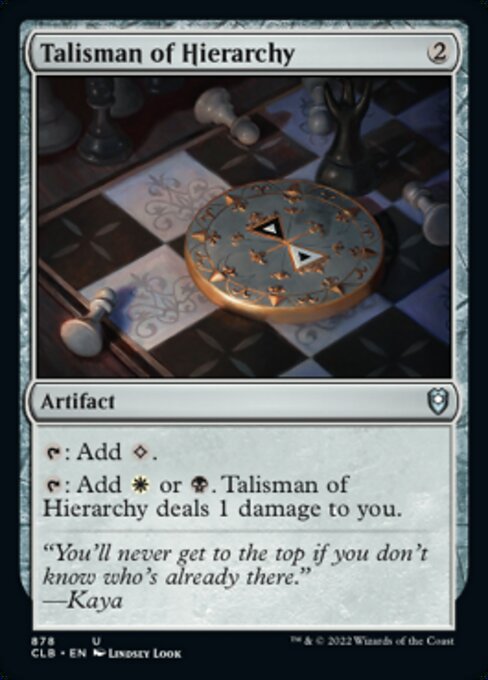 Talisman of Hierarchy 2
Artifact
: Add .
: Add or . Talisman of
Hierarchy deals 1 damage to you.
“You’ll never get to the top if you don’t
know who’s already there.”
—Kaya
878 U
CLB • EN Lindsey Look
™ & © 2022 Wizards of the Coast